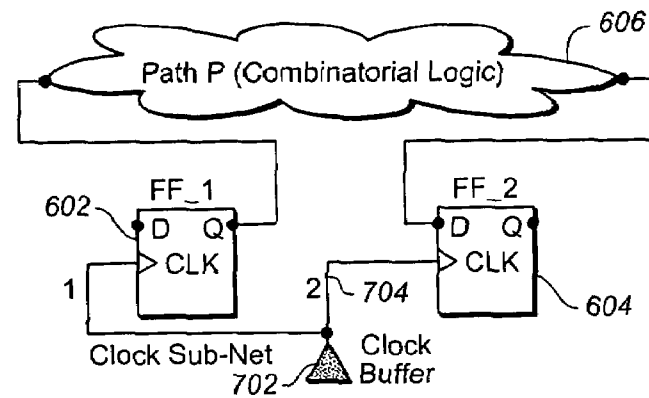 606
Path P (Combinatorial Logic)
FF_1
FF_2
602
D Q
D Q
CLK
CLK
1
2
704
604
Clock Sub-Net
Clock
Buffer
702